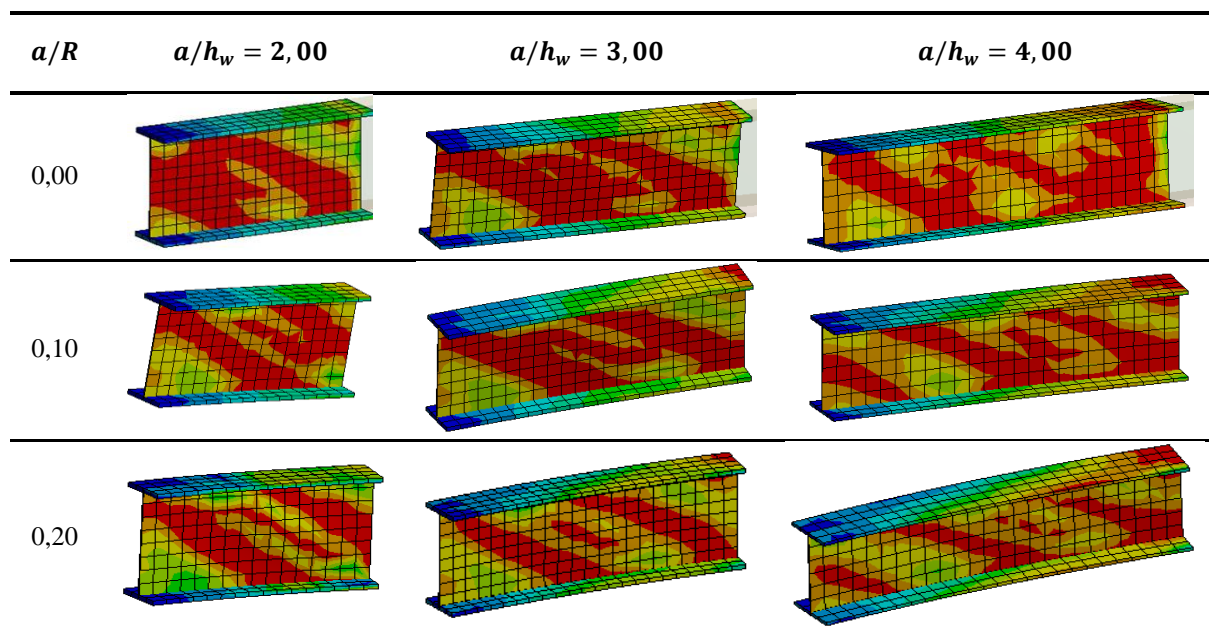 a/R a/h_w = 2,00 a/h_w = 3,00 a/h_w = 4,00
0,00
0,10
0,20